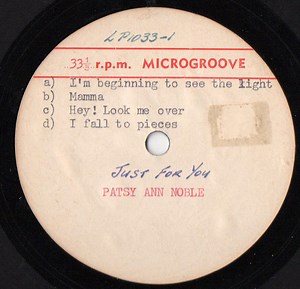 LP1033-1
33⅓ r.p.m. MICROGROOVE
a) I'm beginning to see the light
b) Mamma
c) Hey! Look me over
d) I fall to pieces
Just For You
PATSY ANN NOBLE